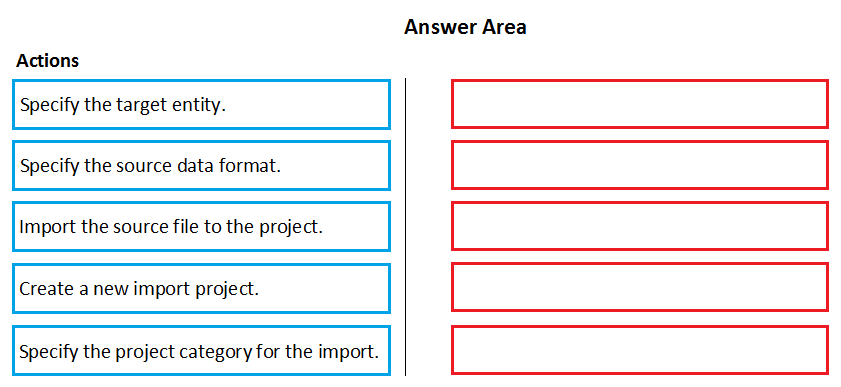 Answer Area
Actions
Specify the target entity.
Specify the source data format.
Import the source file to the project.
Create a new import project.
Specify the project category for the import.